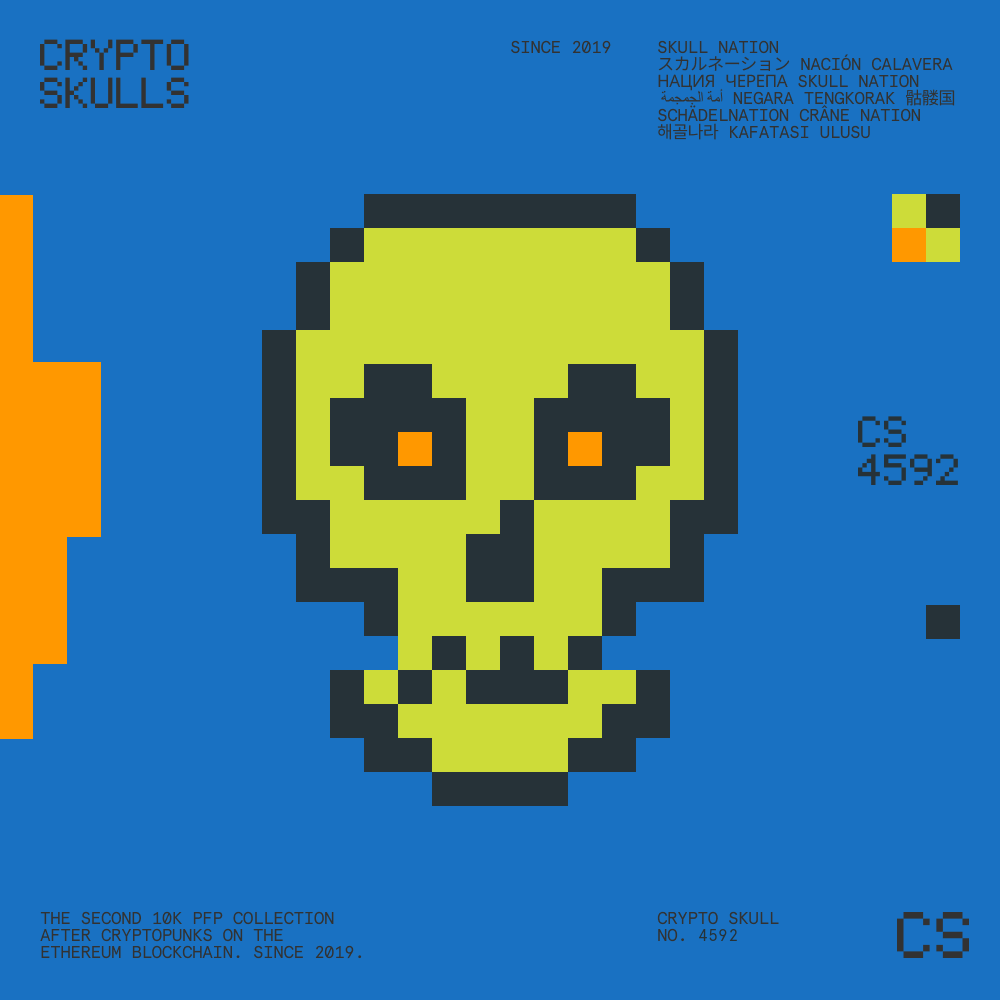 CRYPTO
SKULLS
SINCE 2019
SKULL NATION
スカルネーション NACIÓN CALAVERA
НАЦИЯ ЧЕРЕПА SKULL NATION
أمة الجمجمة NEGARA TENGKORAK 骷髅国
SCHÄDELNATION CRÂNE NATION
해골나라 KAFATASI ULUSU
CS
4592
THE SECOND 10K PFP COLLECTION
AFTER CRYPTOPUNKS ON THE
ETHEREUM BLOCKCHAIN. SINCE 2019.
CRYPTO SKULL
NO. 4592
CS